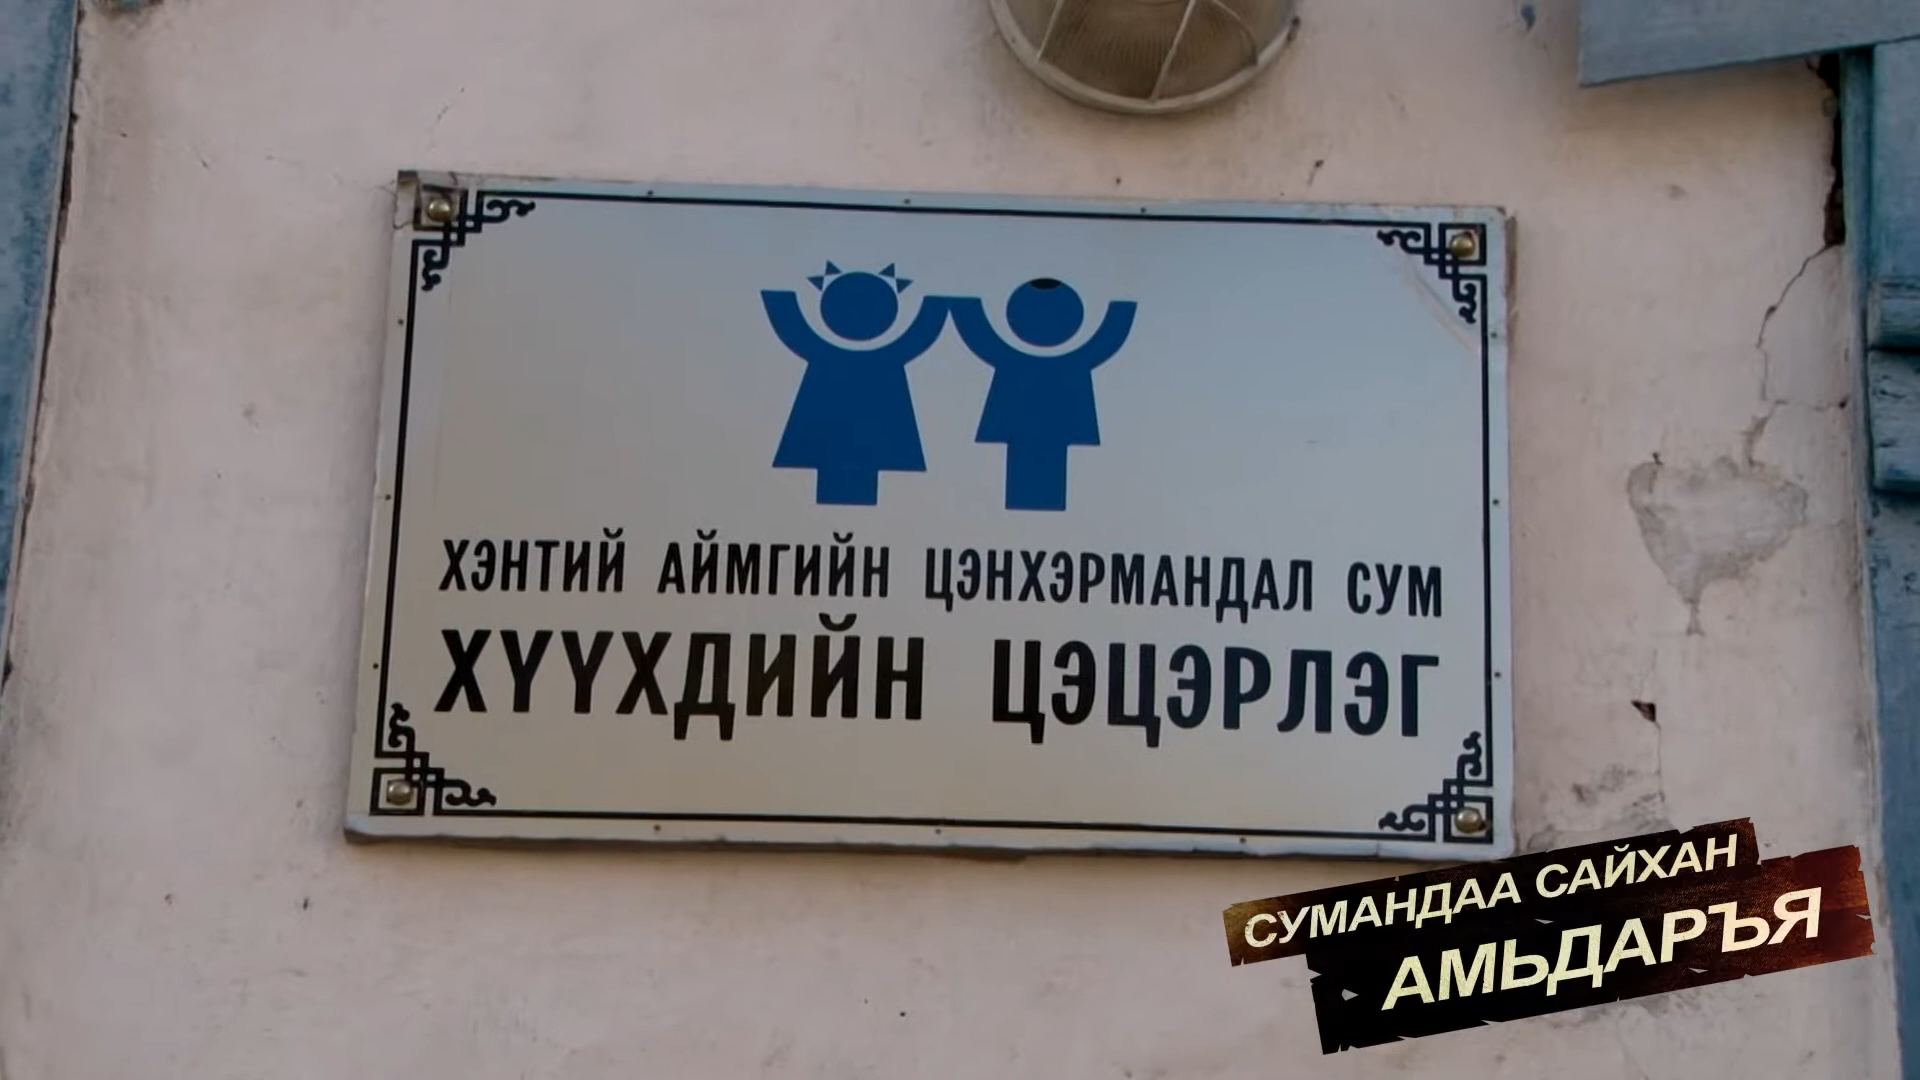 ХЭНТИЙ АЙМГИЙН ЦЭНХЭРМАНДАЛ СУМ
ХҮҮХДИЙН ЦЭЦЭРЛЭГ
СУМАНДАА САЙХАН
АМЬДАРЪЯ